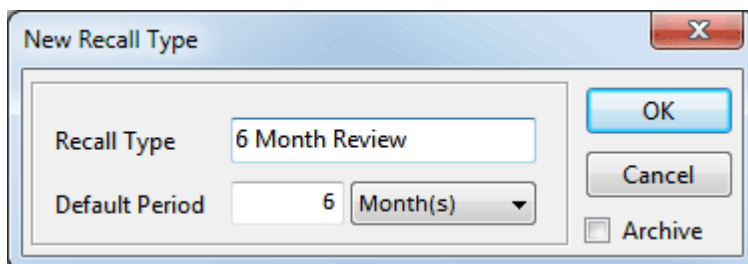 New Recall Type
Recall Type 6 Month Review
Default Period 6 Month(s)
OK
Cancel
Archive